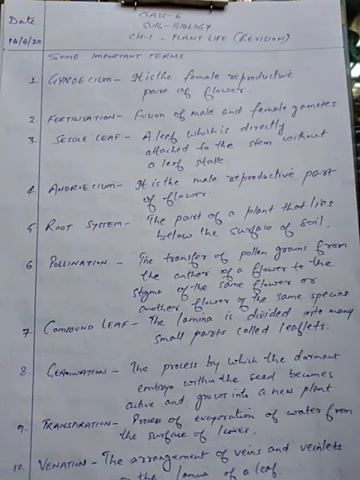 Date
CLASS-6
SUB-BIOLOGY
16/6/20
CH-1 - PLANT LIFE (REVISION)
SOME IMPORTANT TERMS
1. GYNOECIUM - It is the female reproductive
part of flower
2 FERTILISATION - Fusion of male and female gametes
3. SESSILE LEAF - A leaf which is directly
attached to the stem without
a leaf stalk.
4. ANDRIECIUM - It is the male reproductive part
of flower.
5 ROOT SYSTEM - The part of a plant that lies
below the surface of soil.
6 POLLINATION - The transfer of pollen grains from
the anther of a flower to the
stigma of the same flower or
another flower of the same species
7. COMPOUND LEAF - The lamina is divided into many
small parts called leaflets.
8. GERMINATION - The process by which the dormant
embryo within the seed becomes
active and grows into a new plant
9. TRANSPIRATION - Process of evaporation of water from
the surface of leaves.
10. VENATION - The arrangement of veins and veinlets
in the lamina of a leaf.